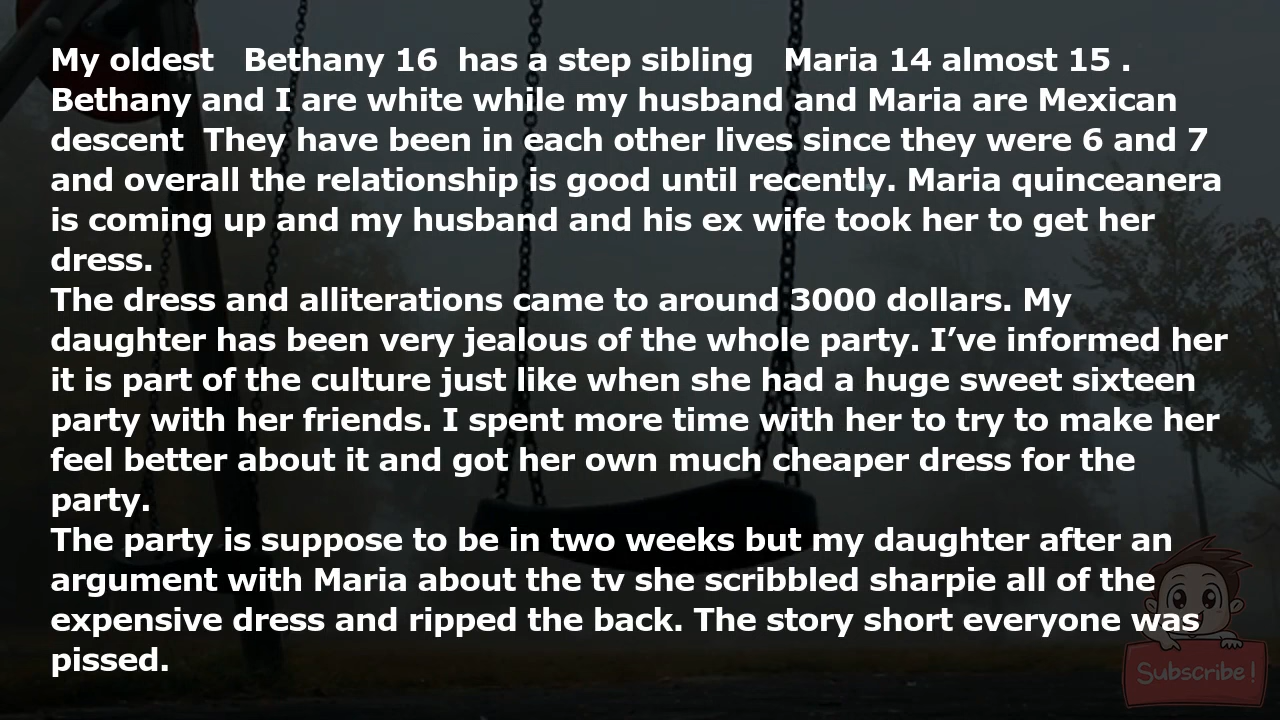 My oldest   Bethany 16  has a step sibling   Maria 14 almost 15 .
Bethany and I are white while my husband and Maria are Mexican
descent  They have been in each other lives since they were 6 and 7
and overall the relationship is good until recently. Maria quinceanera
is coming up and my husband and his ex wife took her to get her
dress.
The dress and alliterations came to around 3000 dollars. My
daughter has been very jealous of the whole party. I’ve informed her
it is part of the culture just like when she had a huge sweet sixteen
party with her friends. I spent more time with her to try to make her
feel better about it and got her own much cheaper dress for the
party.
The party is suppose to be in two weeks but my daughter after an
argument with Maria about the tv she scribbled sharpie all of the
expensive dress and ripped the back. The story short everyone was
pissed.
Subscribe!